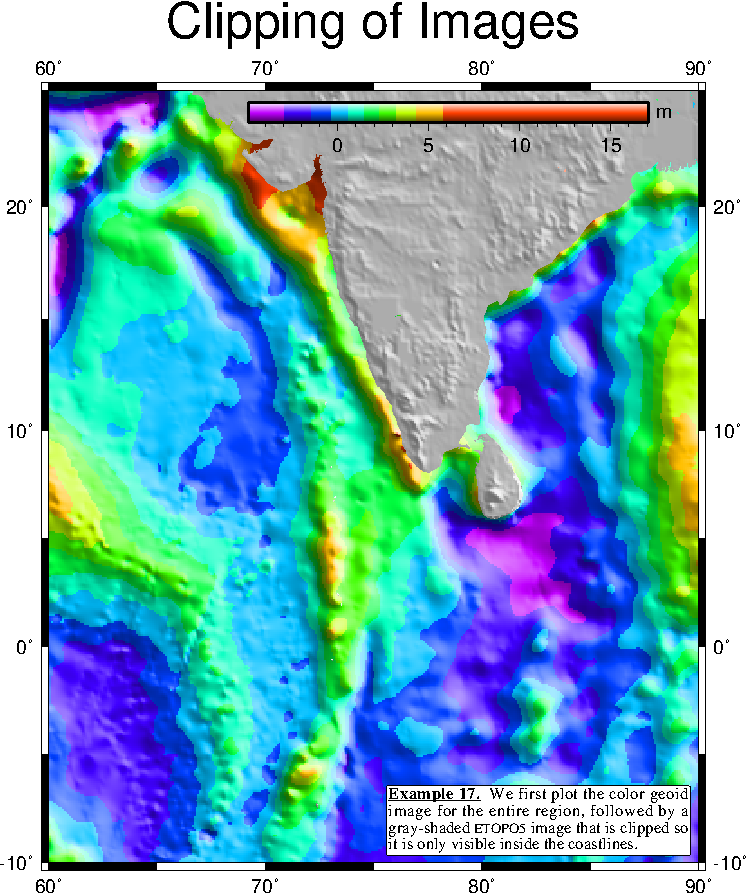 Clipping of Images
60° 70° 80° 90°
m
0 5 10 15
20° 20°
10° 10°
0° 0°
Example 17. We first plot the color geoid
image for the entire region, followed by a
gray-shaded ETOPO5 image that is clipped so
it is only visible inside the coastlines.
-10° -10°
60° 70° 80° 90°